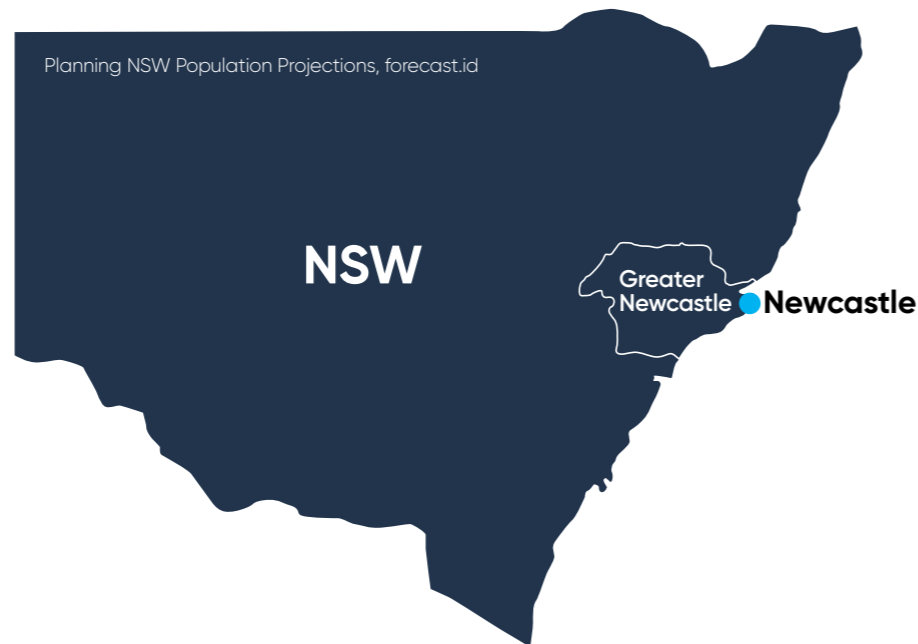 Planning NSW Population Projections, forecast.id
NSW
Greater
Newcastle
Newcastle